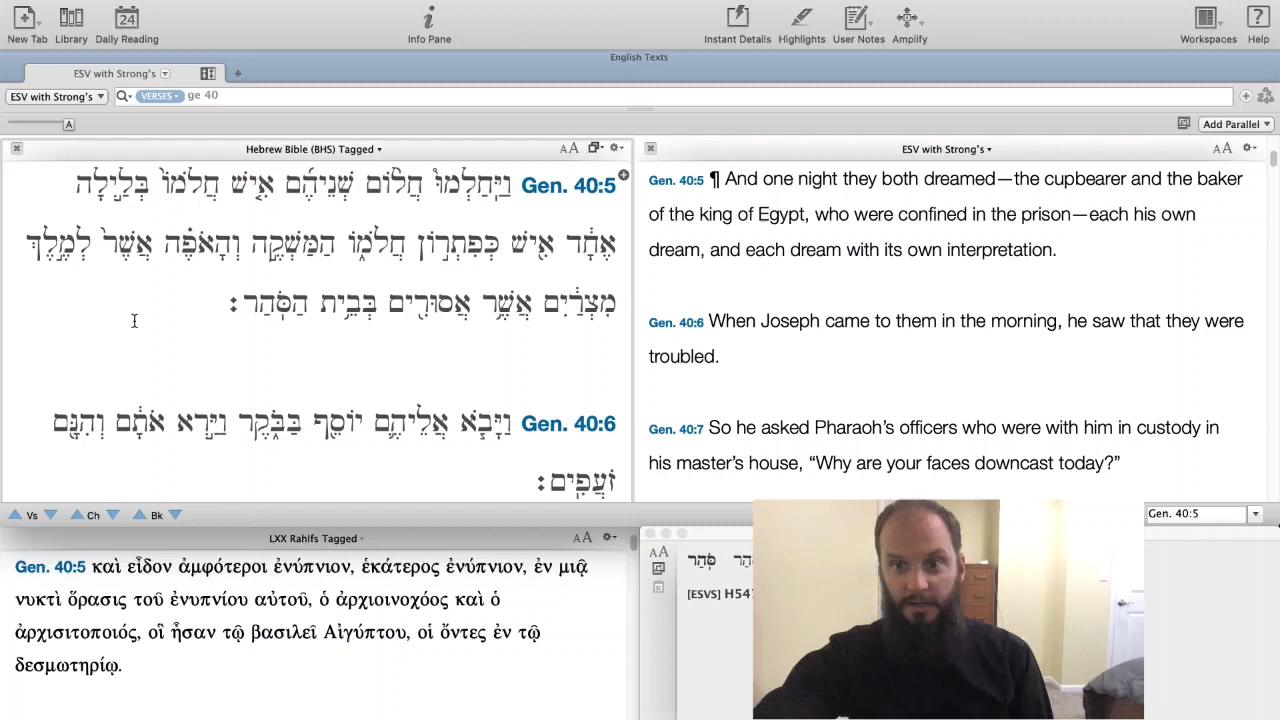 New Tab Library Daily Reading Info Pane Instant Details Highlights User Notes Amplify Workspaces Help
24
English Texts
ESV with Strong's
ESV with Strong's VERSES ge 40
A Add Parallel
Hebrew Bible (BHS) Tagged
Gen. 40:5 וַיַּֽחַלְמוּ֩ חֲל֨וֹם שְׁנֵיהֶ֜ם אִ֤ישׁ חֲלֹמוֹ֙ בְּלַ֣יְלָה
אֶחָ֔ד אִ֖ישׁ כְּפִתְר֣וֹן חֲלֹמ֑וֹ הַמַּשְׁקֶ֣ה וְהָאֹפֶ֗ה אֲשֶׁר֙ לְמֶ֣לֶךְ
מִצְרַ֔יִם אֲשֶׁ֥ר אֲסוּרִ֖ים בְּבֵ֥ית הַסֹּֽהַר׃
Gen. 40:6 וַיָּבֹ֧א אֲלֵיהֶ֛ם יוֹסֵ֖ף בַּבֹּ֑קֶר וַיַּ֣רְא אֹתָ֔ם וְהִנָּ֖ם
זֹעֲפִֽים׃
ESV with Strong's
Gen. 40:5 ¶ And one night they both dreamed—the cupbearer and the baker
of the king of Egypt, who were confined in the prison—each his own
dream, and each dream with its own interpretation.
Gen. 40:6 When Joseph came to them in the morning, he saw that they were
troubled.
Gen. 40:7 So he asked Pharaoh's officers who were with him in custody in
his master's house, “Why are your faces downcast today?”
Vs Ch Bk
Gen. 40:5
LXX Rahlfs Tagged
Gen. 40:5 καὶ εἶδον ἀμφότεροι ἐνύπνιον, ἑκάτερος ἐνύπνιον, ἐν μιᾷ
νυκτὶ ὅρασις τοῦ ἐνυπνίου αὐτοῦ, ὁ ἀρχιοινοχόος καὶ ὁ
ἀρχισιτοποιός, οἳ ἦσαν τῷ βασιλεῖ Αἰγύπτου, οἱ ὄντες ἐν τῷ
δεσμωτηρίῳ.
סֹּהַר
[ESVS]